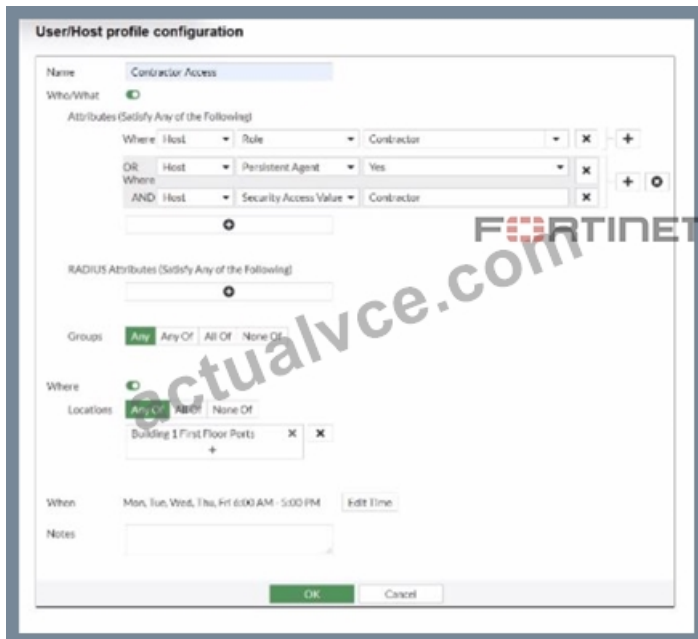 User/Host profile configuration
Name Contractor Access
Who/What
Attributes (Satisfy Any of the Following)
Where Host Role Contractor
OR Where Host Persistent Agent Yes
AND Host Security Access Value Contractor
FORTINET
RADIUS Attributes (Satisfy Any of the Following)
actualvce.com
Groups Any Any Of All Of None Of
Where
Locations Any Of All Of None Of
Building 1 First Floor Ports
When Mon, Tue, Wed, Thu, Fri 6:00 AM - 5:00 PM Edit Time
Notes
OK Cancel